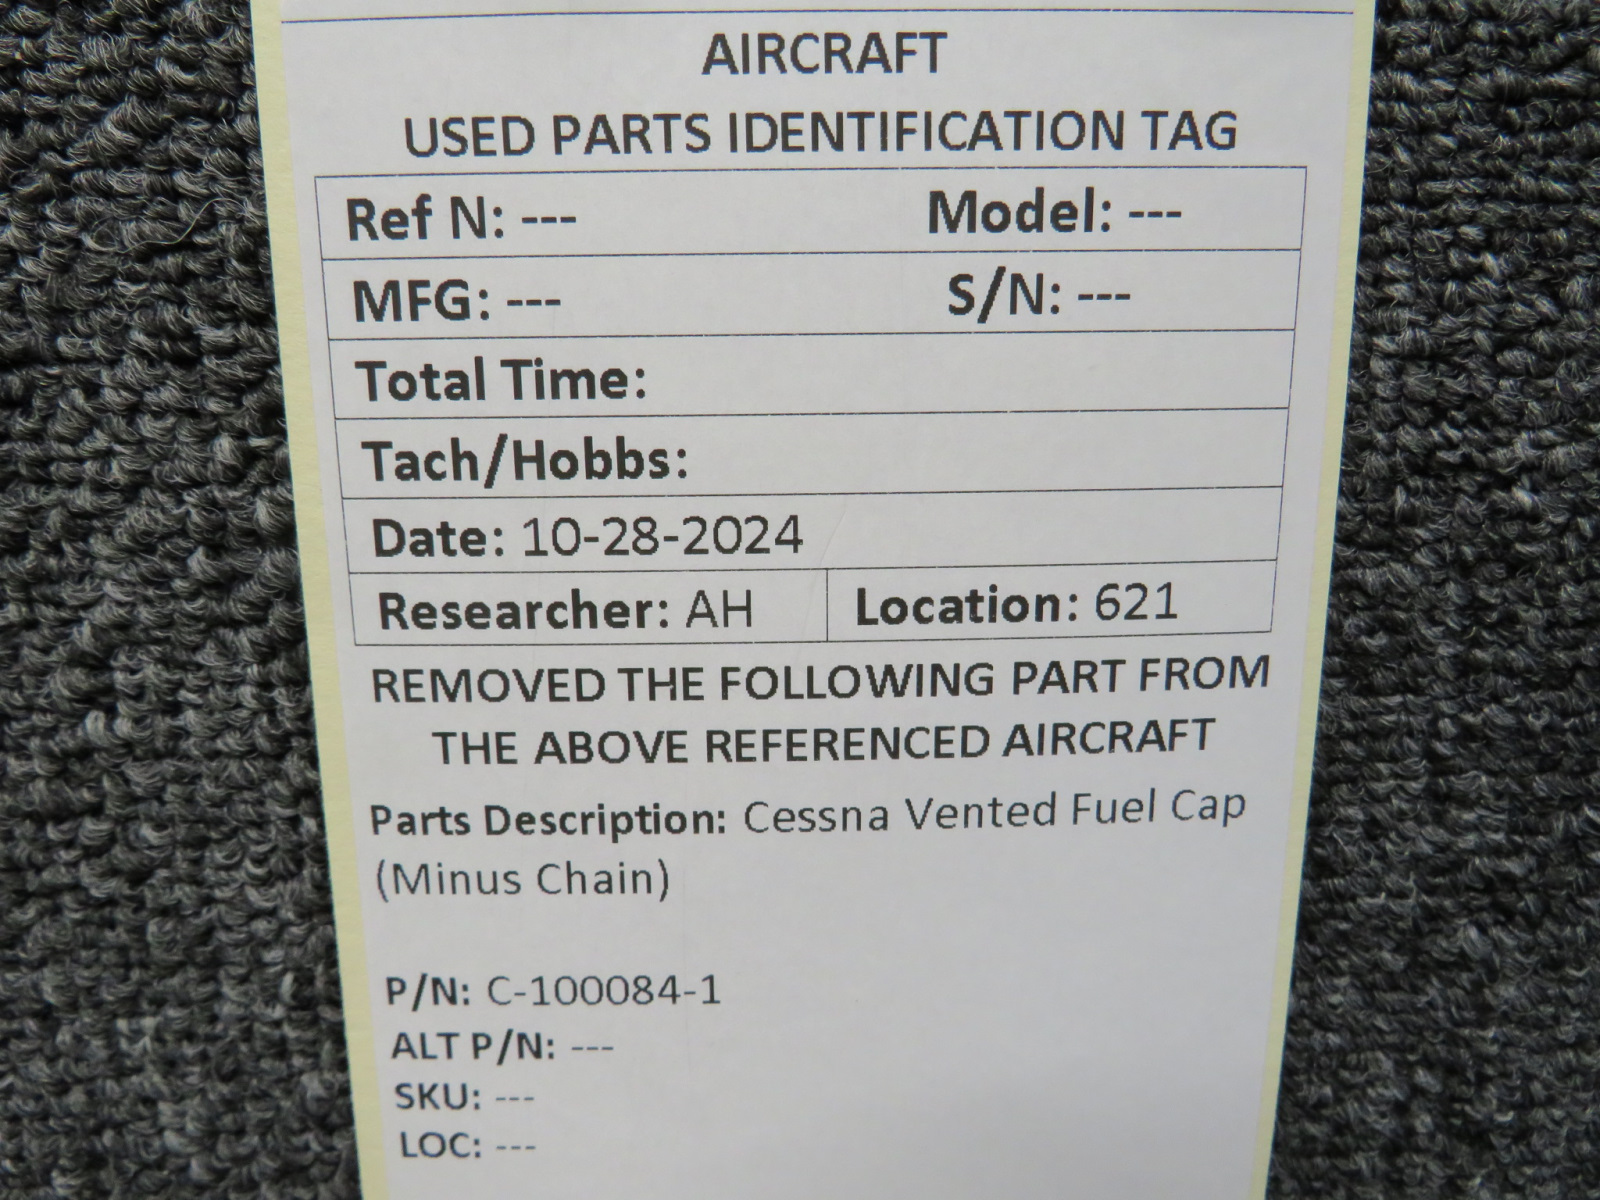 AIRCRAFT
USED PARTS IDENTIFICATION TAG
Ref N: --- Model: ---
MFG: --- S/N: ---
Total Time:
Tach/Hobbs:
Date: 10-28-2024
Researcher: AH Location: 621
REMOVED THE FOLLOWING PART FROM
THE ABOVE REFERENCED AIRCRAFT
Parts Description: Cessna Vented Fuel Cap
(Minus Chain)
P/N: C-100084-1
ALT P/N: ---
SKU: ---
LOC: ---